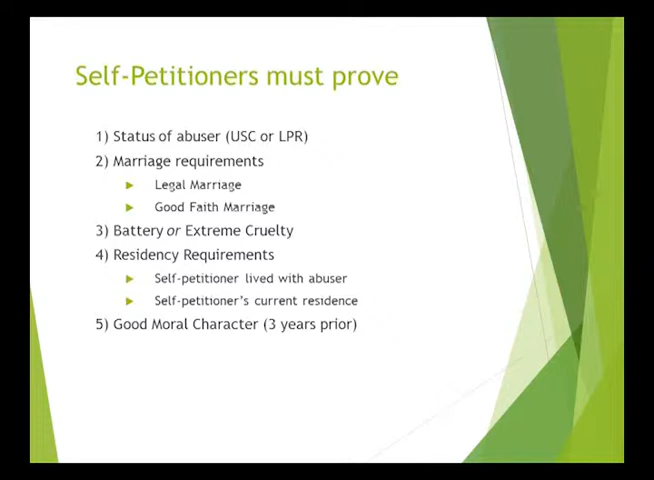 Self-Petitioners must prove
1) Status of abuser (USC or LPR)
2) Marriage requirements
Legal Marriage
Good Faith Marriage
3) Battery or Extreme Cruelty
4) Residency Requirements
Self-petitioner lived with abuser
Self-petitioner's current residence
5) Good Moral Character (3 years prior)